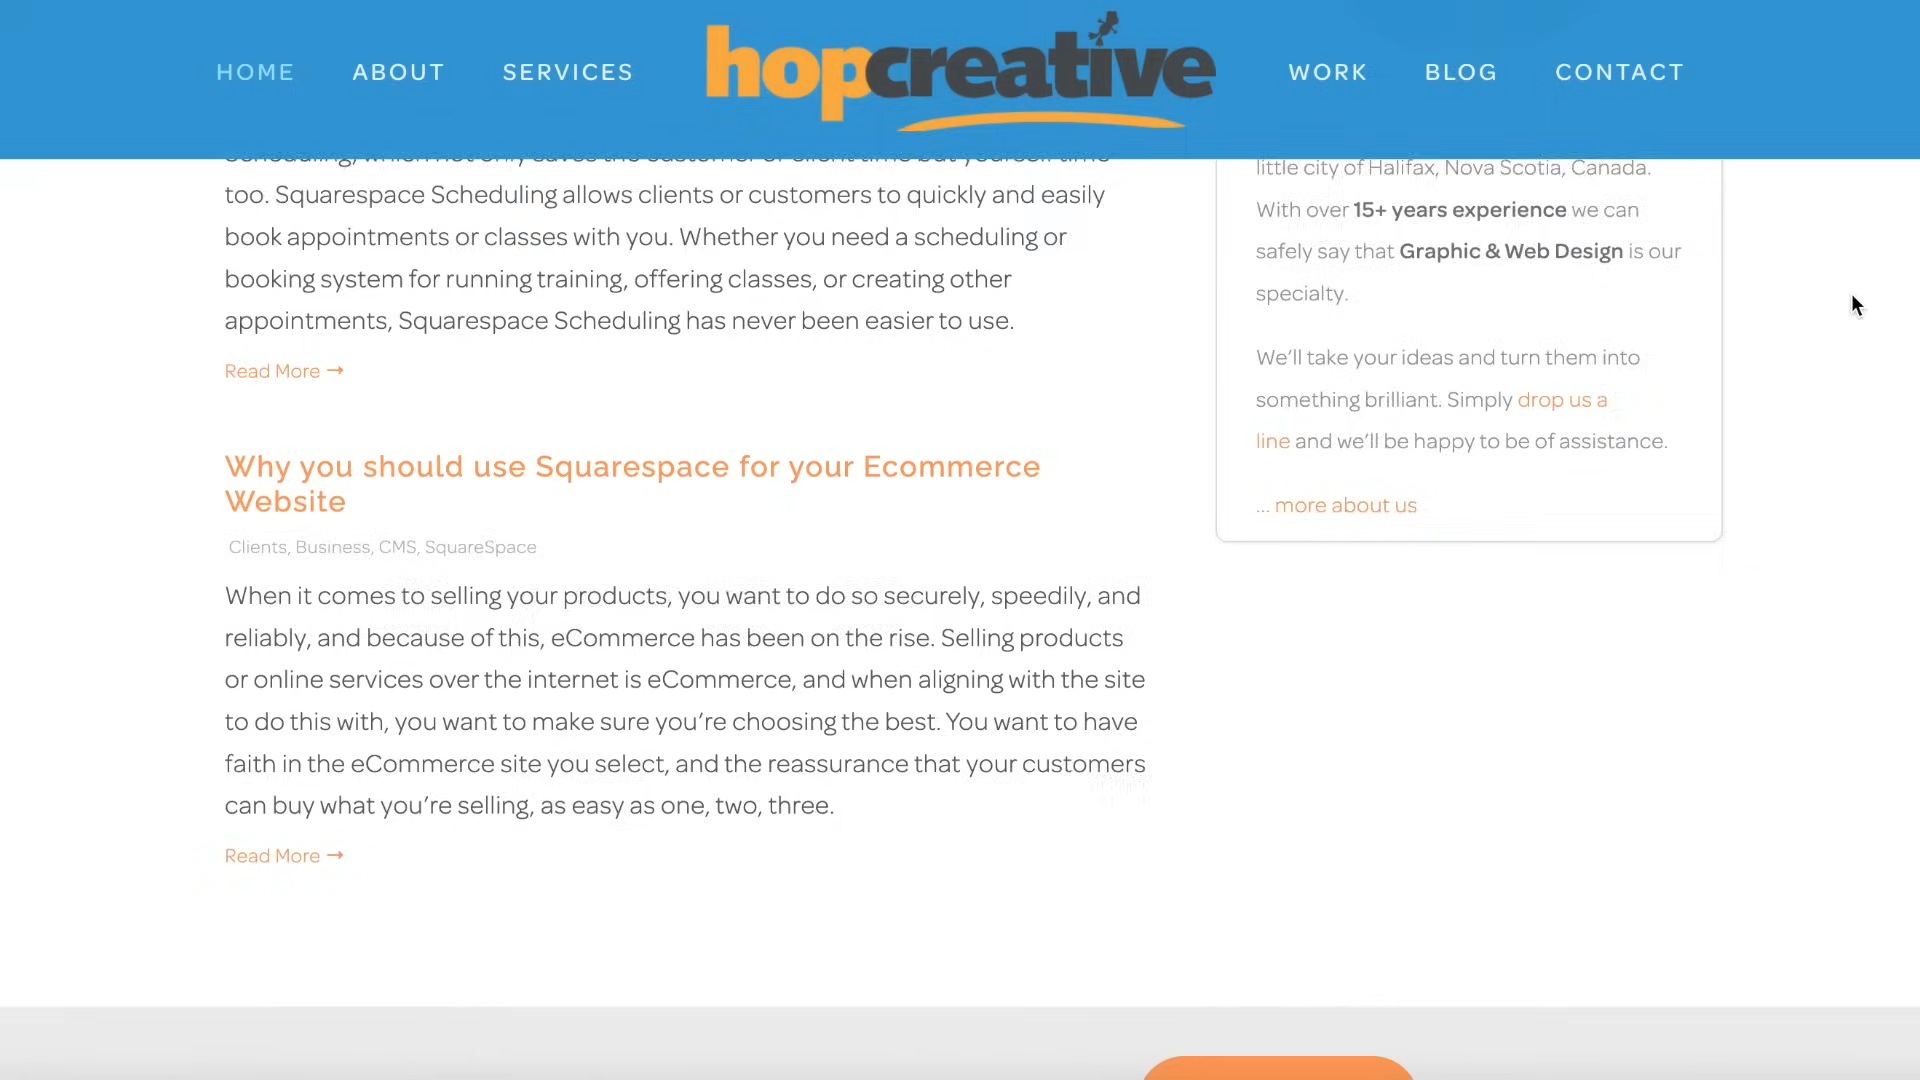 HOME
ABOUT
SERVICES
hopcreative
WORK
BLOG
CONTACT
too. Squarespace Scheduling allows clients or customers to quickly and easily
book appointments or classes with you. Whether you need a scheduling or
booking system for running training, offering classes, or creating other
appointments, Squarespace Scheduling has never been easier to use.
Read More →
Why you should use Squarespace for your Ecommerce
Website
Clients, Business, CMS, SquareSpace
When it comes to selling your products, you want to do so securely, speedily, and
reliably, and because of this, eCommerce has been on the rise. Selling products
or online services over the internet is eCommerce, and when aligning with the site
to do this with, you want to make sure you’re choosing the best. You want to have
faith in the eCommerce site you select, and the reassurance that your customers
can buy what you’re selling, as easy as one, two, three.
Read More →
little city of Halifax, Nova Scotia, Canada.
With over 15+ years experience we can
safely say that Graphic & Web Design is our
specialty.
We’ll take your ideas and turn them into
something brilliant. Simply drop us a
line and we’ll be happy to be of assistance.
... more about us